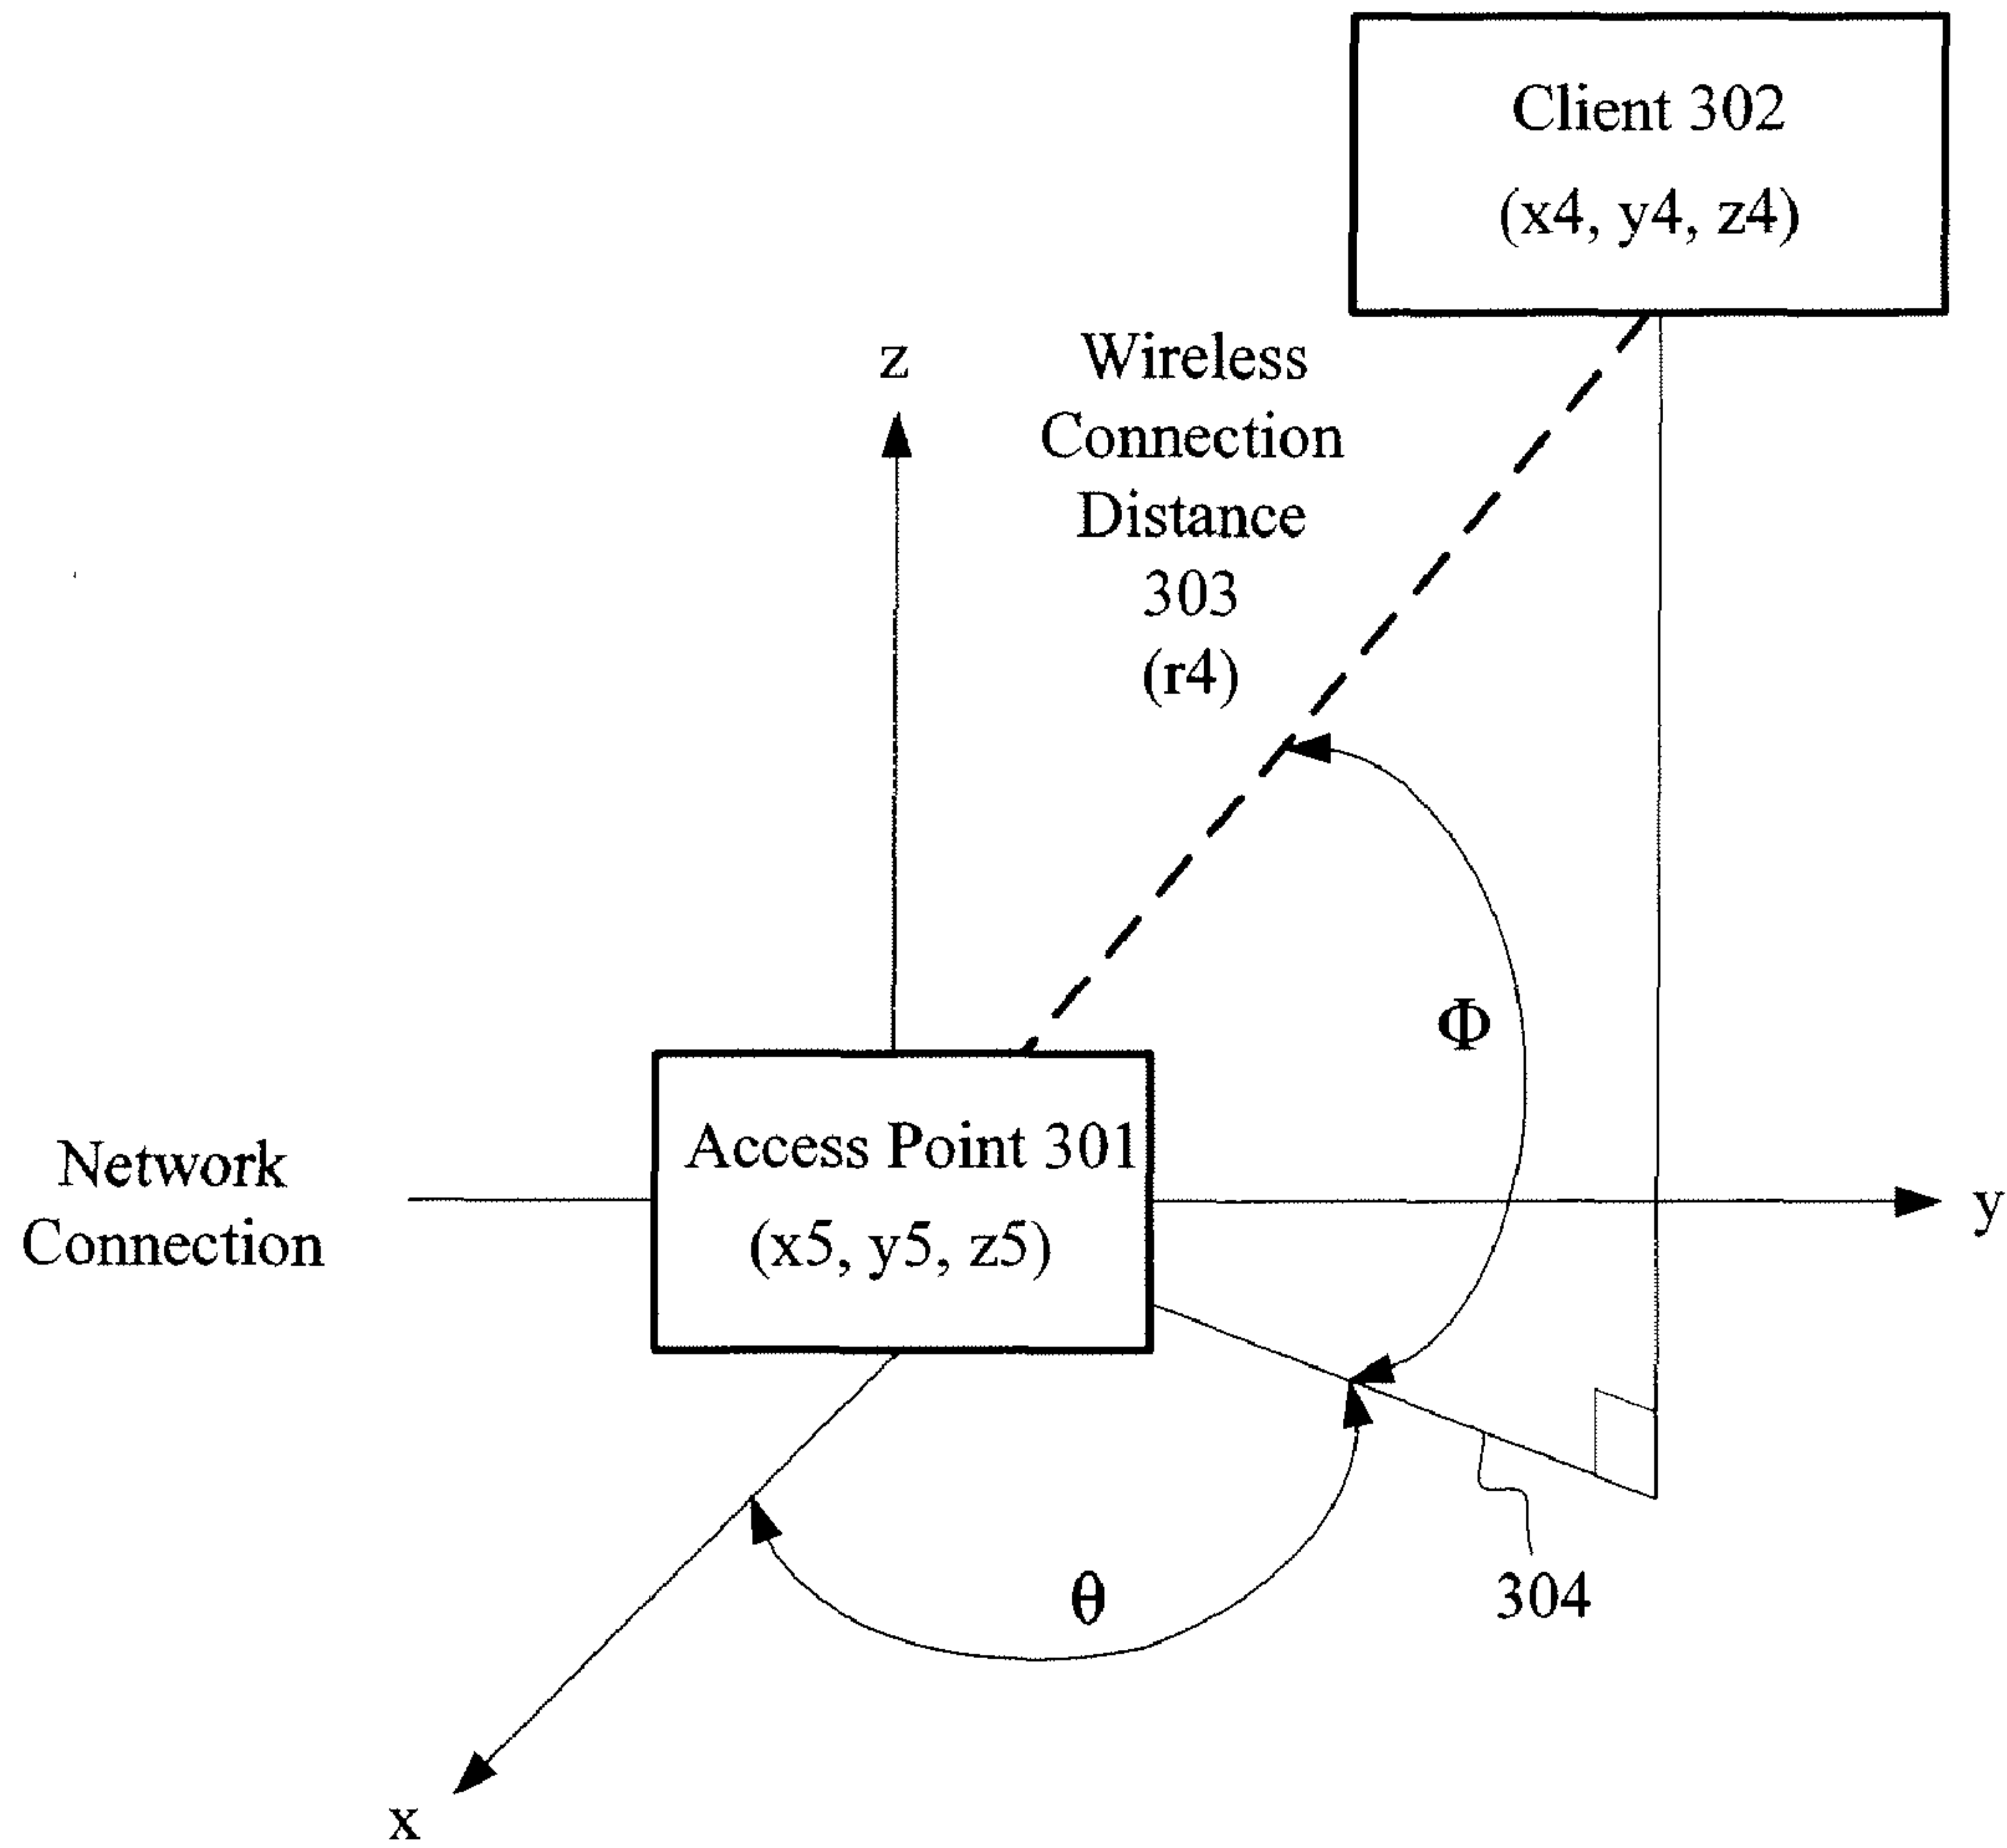 Client 302
(x4, y4, z4)
z
Wireless
Connection
Distance
303
(r4)
Φ
Access Point 301
(x5, y5, z5)
Network
Connection
y
θ
304
x